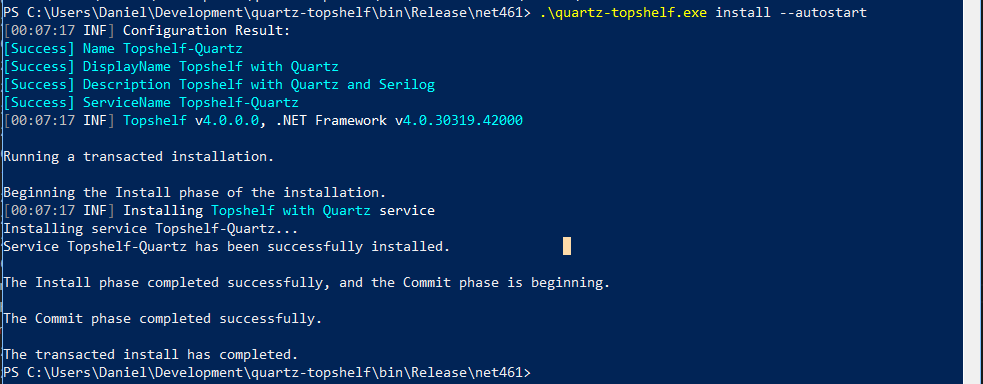 PS C:\Users\Daniel\Development\quartz-topshelf\bin\Release\net461> .\quartz-topshelf.exe install --autostart
[00:07:17 INF] Configuration Result:
[Success] Name Topshelf-Quartz
[Success] DisplayName Topshelf with Quartz
[Success] Description Topshelf with Quartz and Serilog
[Success] ServiceName Topshelf-Quartz
[00:07:17 INF] Topshelf v4.0.0.0, .NET Framework v4.0.30319.42000
Running a transacted installation.
Beginning the Install phase of the installation.
[00:07:17 INF] Installing Topshelf with Quartz service
Installing service Topshelf-Quartz...
Service Topshelf-Quartz has been successfully installed.
The Install phase completed successfully, and the Commit phase is beginning.
The Commit phase completed successfully.
The transacted install has completed.
PS C:\Users\Daniel\Development\quartz-topshelf\bin\Release\net461>